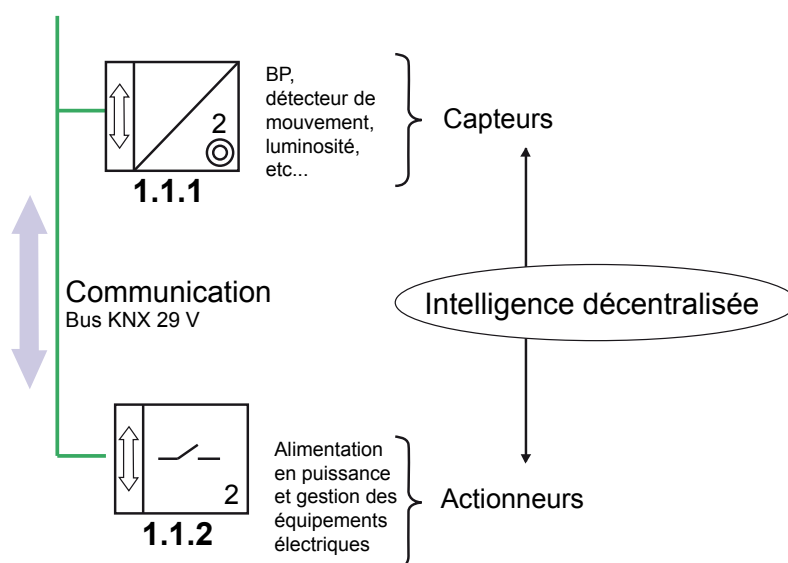 BP,
détecteur de
mouvement,
luminosité,
etc...
2
1.1.1
Capteurs
Communication
Bus KNX 29 V
Intelligence décentralisée
2
1.1.2
Alimentation
en puissance
et gestion des
équipements
électriques
Actionneurs